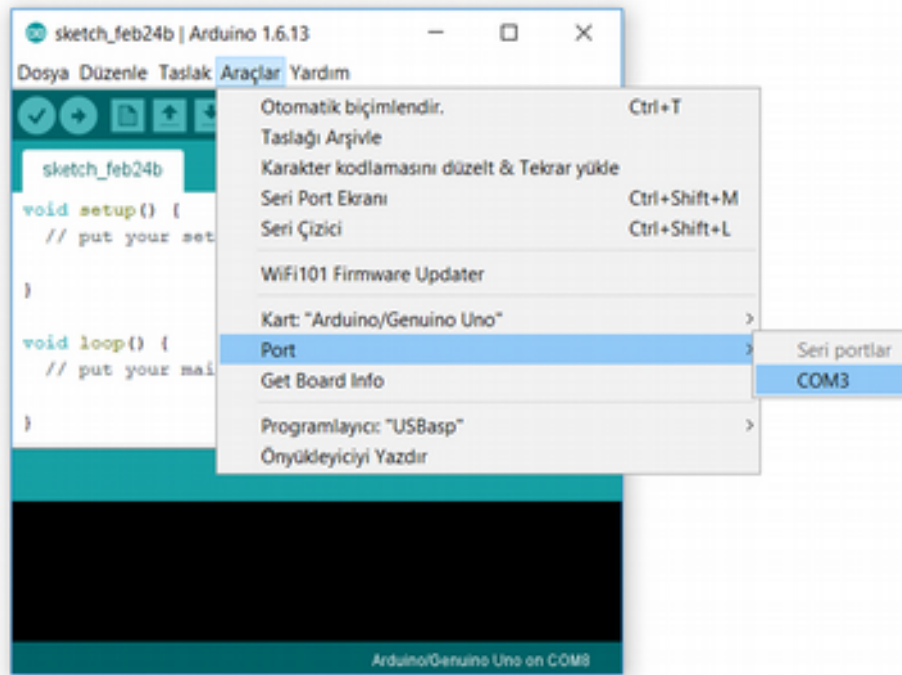 sketch_feb24b | Arduino 1.6.13
Dosya Düzenle Taslak Araçlar Yardım
sketch_feb24b
void setup() {
// put your set
}
void loop() {
// put your mai
}
Otomatik biçimlendir. Ctrl+T
Taslağı Arşivle
Karakter kodlamasını düzelt & Tekrar yükle
Seri Port Ekranı Ctrl+Shift+M
Seri Çizici Ctrl+Shift+L
WiFi101 Firmware Updater
Kart: "Arduino/Genuino Uno"
Port
Get Board Info
Programlayıcı: "USBasp"
Önyükleyiciyi Yazdır
Seri portlar
COM3
Arduino/Genuino Uno on COM8